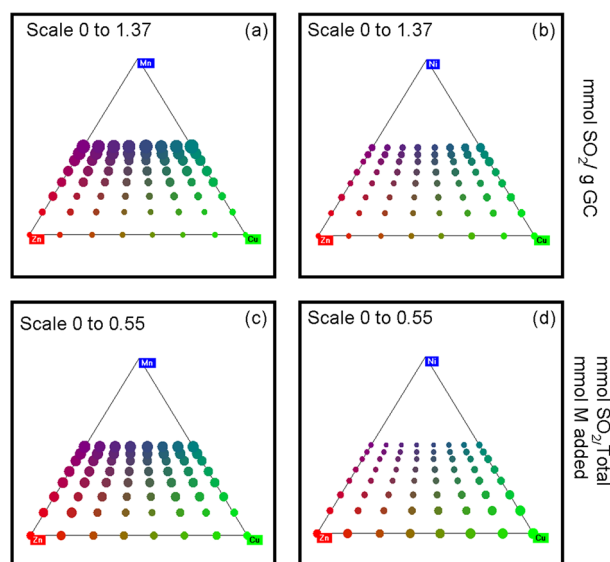 Scale 0 to 1.37 (a)
Mn
Zn
Cu
Scale 0 to 1.37 (b)
Ni
Zn
Cu
mmol SO2/ g GC
Scale 0 to 0.55 (c)
Mn
Zn
Cu
Scale 0 to 0.55 (d)
Ni
Zn
Cu
mmol SO2/Total
mmol M added